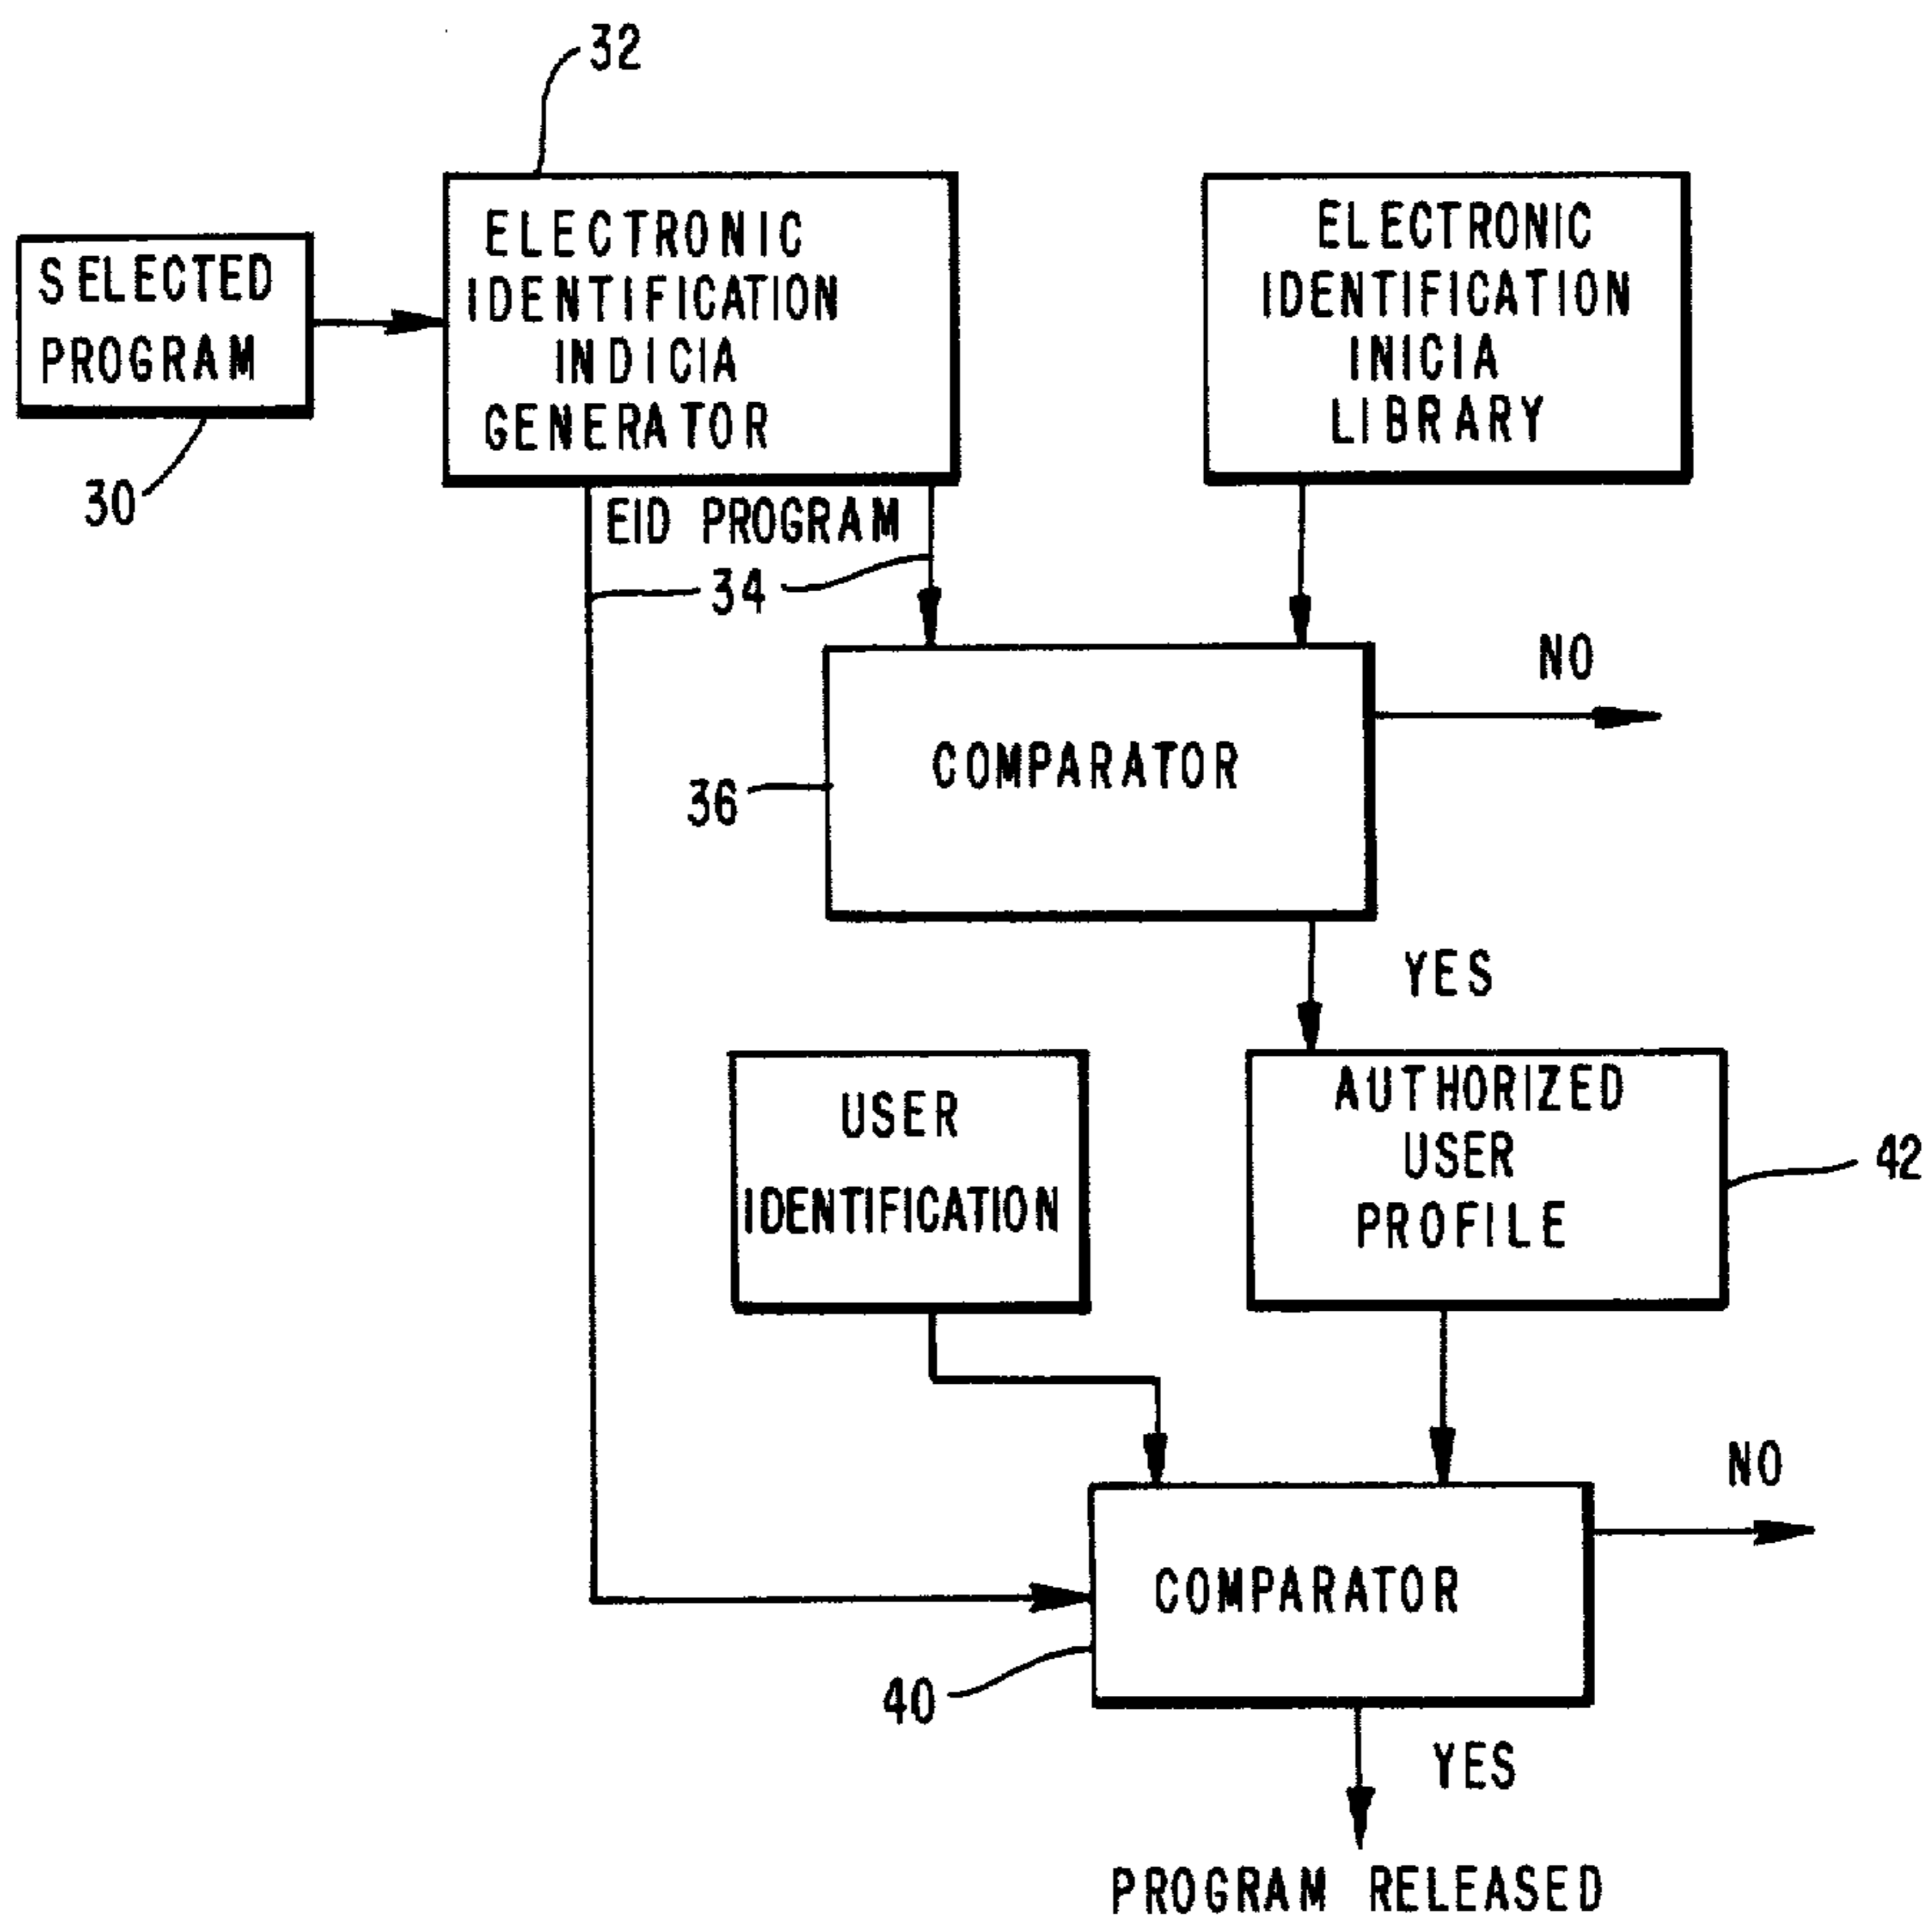 32
SELECTED
PROGRAM
30
ELECTRONIC
IDENTIFICATION
INDICIA
GENERATOR
ELECTRONIC
IDENTIFICATION
INICIA
LIBRARY
EID PROGRAM
34
NO
COMPARATOR
36
YES
USER
IDENTIFICATION
AUTHORIZED
USER
PROFILE
42
NO
COMPARATOR
40
YES
PROGRAM RELEASED